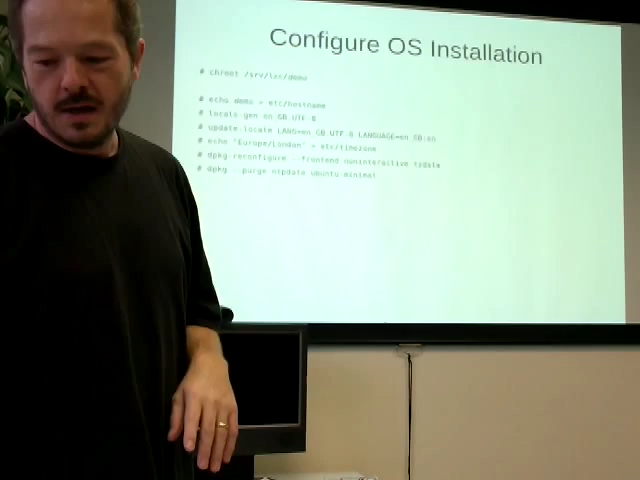 Configure OS Installation
# chroot /srv/lxc/demo
# echo demo > etc/hostname
# locale-gen en_GB.UTF-8
# update-locale LANG=en_GB.UTF-8 LANGUAGE=en_GB:en
# echo "Europe/London" > etc/timezone
# dpkg-reconfigure --frontend noninteractive tzdata
# dpkg --purge ntpdate ubuntu-minimal